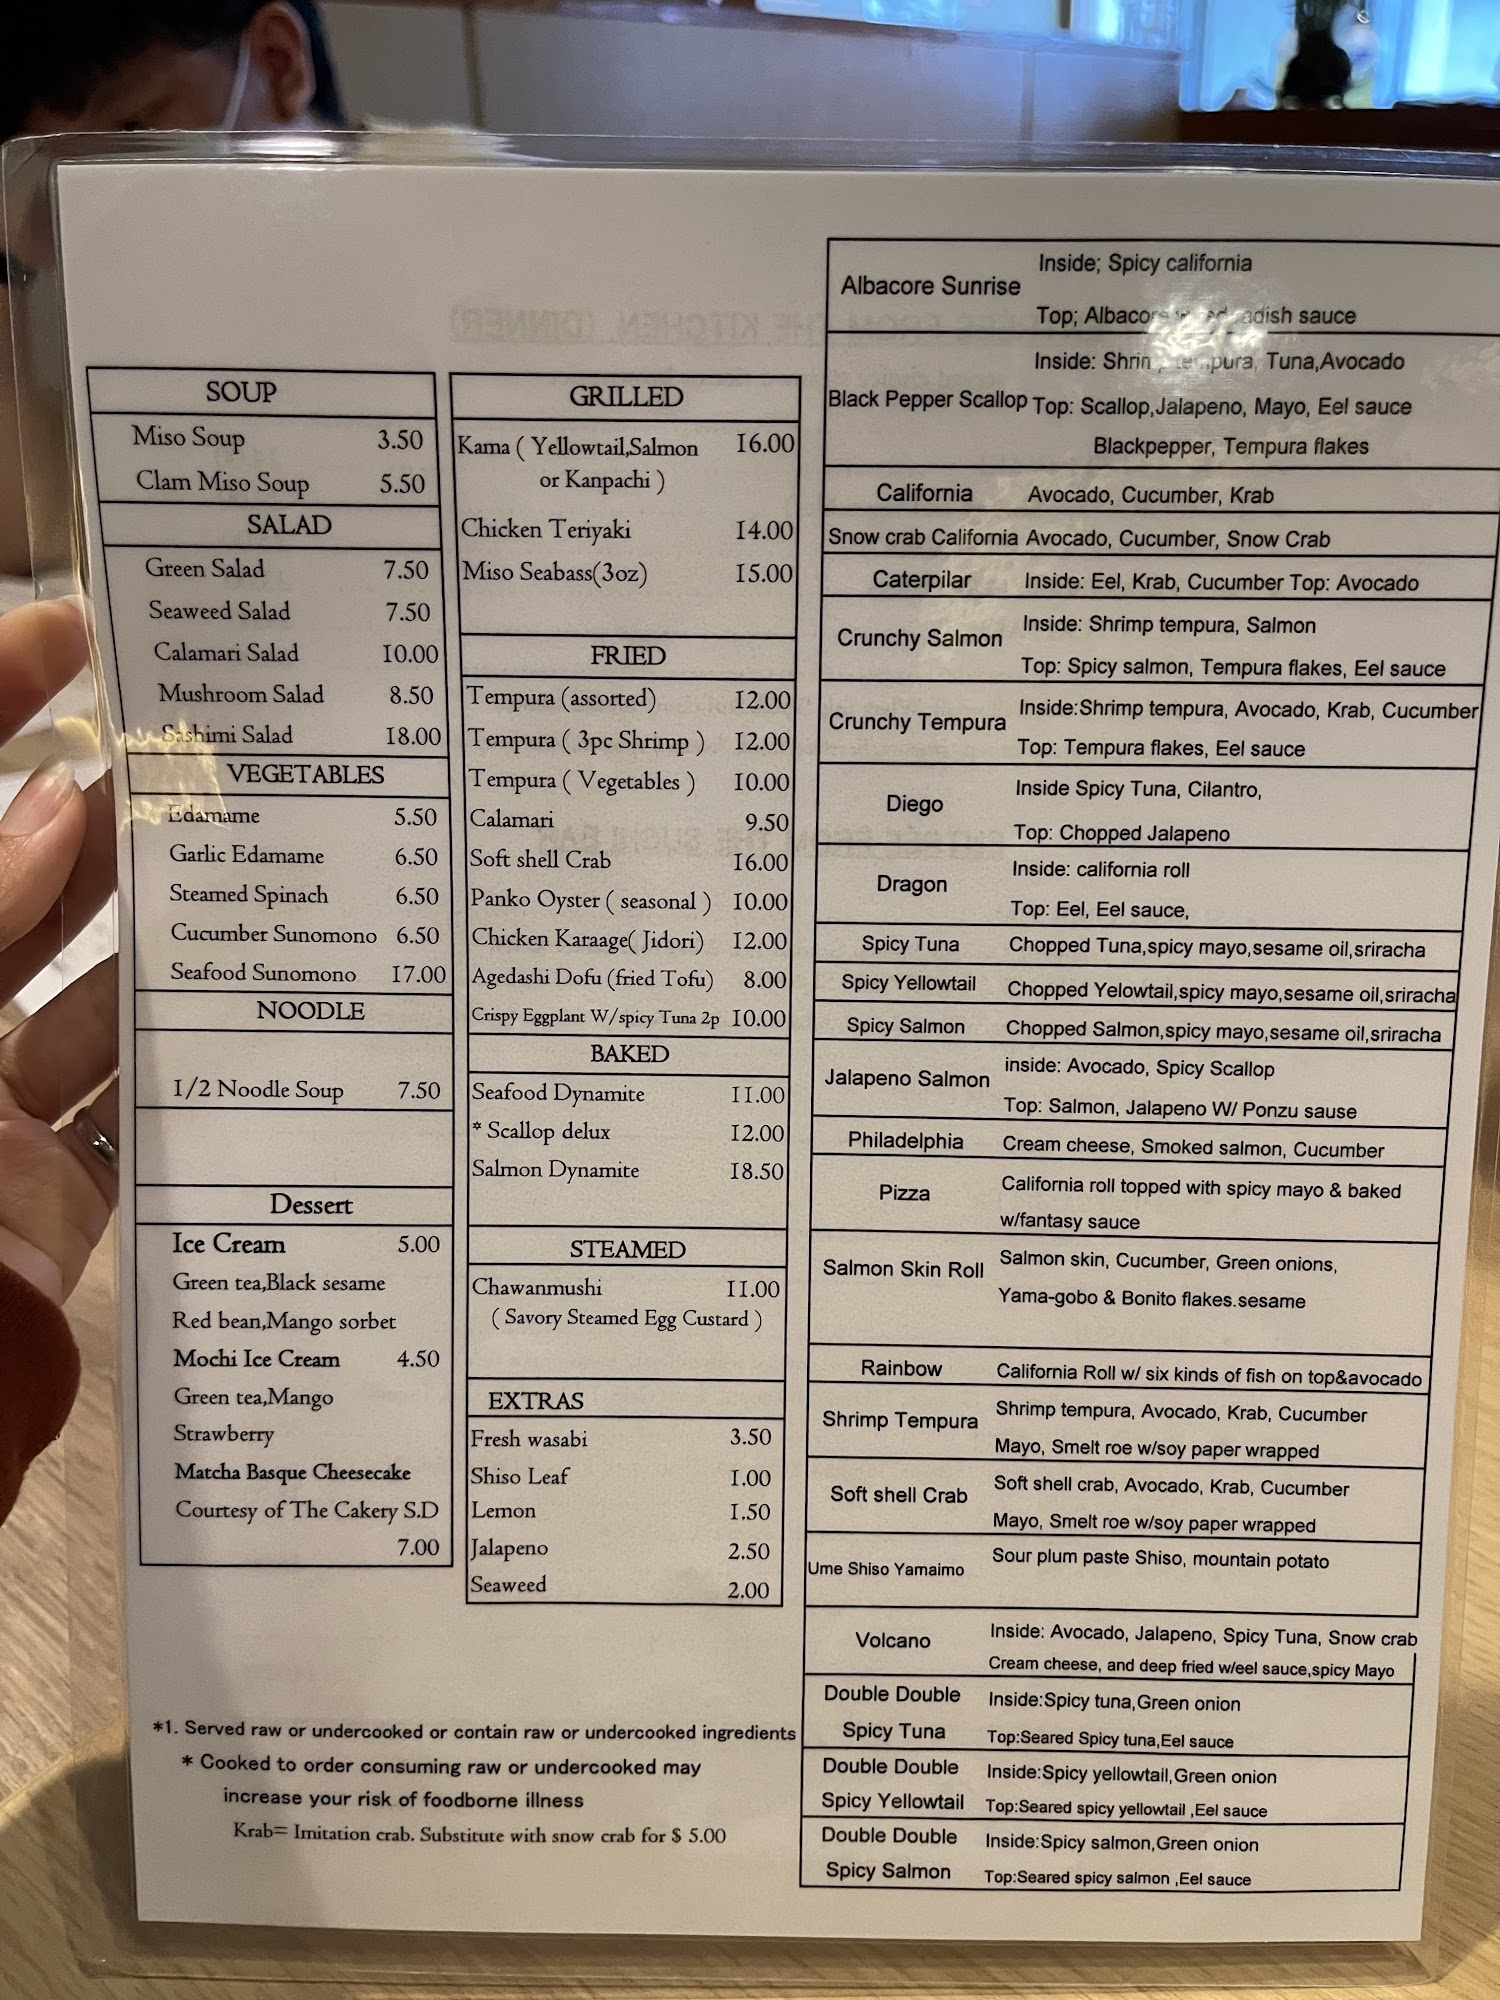 SOUP
Miso Soup 3.50
Clam Miso Soup 5.50
SALAD
Green Salad 7.50
Seaweed Salad 7.50
Calamari Salad 10.00
Mushroom Salad 8.50
Sashimi Salad 18.00
VEGETABLES
Edamame 5.50
Garlic Edamame 6.50
Steamed Spinach 6.50
Cucumber Sunomono 6.50
Seafood Sunomono 17.00
NOODLE
1/2 Noodle Soup 7.50
Dessert
Ice Cream 5.00
Green tea,Black sesame
Red bean,Mango sorbet
Mochi Ice Cream 4.50
Green tea,Mango
Strawberry
Matcha Basque Cheesecake
Courtesy of The Cakery S.D
7.00
GRILLED
Kama ( Yellowtail,Salmon 16.00
or Kanpachi )
Chicken Teriyaki 14.00
Miso Seabass(3oz) 15.00
FRIED
Tempura (assorted) 12.00
Tempura ( 3pc Shrimp ) 12.00
Tempura ( Vegetables ) 10.00
Calamari 9.50
Soft shell Crab 16.00
Panko Oyster ( seasonal ) 10.00
Chicken Karaage( Jidori) 12.00
Agedashi Dofu (fried Tofu) 8.00
Crispy Eggplant W/spicy Tuna 2p 10.00
BAKED
Seafood Dynamite 11.00
* Scallop delux 12.00
Salmon Dynamite 18.50
STEAMED
Chawanmushi 11.00
( Savory Steamed Egg Custard )
EXTRAS
Fresh wasabi 3.50
Shiso Leaf 1.00
Lemon 1.50
Jalapeno 2.50
Seaweed 2.00
*1. Served raw or undercooked or contain raw or undercooked ingredients
* Cooked to order consuming raw or undercooked may
increase your risk of foodborne illness
Krab= Imitation crab. Substitute with snow crab for $ 5.00
Inside; Spicy california
Albacore Sunrise
Top; Albacore sauce
Inside: Shrimp tempura, Tuna,Avocado
Black Pepper Scallop Top: Scallop,Jalapeno, Mayo, Eel sauce
Blackpepper, Tempura flakes
California Avocado, Cucumber, Krab
Snow crab California Avocado, Cucumber, Snow Crab
Caterpilar Inside: Eel, Krab, Cucumber Top: Avocado
Crunchy Salmon Inside: Shrimp tempura, Salmon
Top: Spicy salmon, Tempura flakes, Eel sauce
Crunchy Tempura Inside:Shrimp tempura, Avocado, Krab, Cucumber
Top: Tempura flakes, Eel sauce
Diego Inside Spicy Tuna, Cilantro,
Top: Chopped Jalapeno
Dragon Inside: california roll
Top: Eel, Eel sauce,
Spicy Tuna Chopped Tuna,spicy mayo,sesame oil,sriracha
Spicy Yellowtail Chopped Yelowtail,spicy mayo,sesame oil,sriracha
Spicy Salmon Chopped Salmon,spicy mayo,sesame oil,sriracha
Jalapeno Salmon inside: Avocado, Spicy Scallop
Top: Salmon, Jalapeno W/ Ponzu sause
Philadelphia Cream cheese, Smoked salmon, Cucumber
Pizza California roll topped with spicy mayo & baked
w/fantasy sauce
Salmon Skin Roll Salmon skin, Cucumber, Green onions,
Yama-gobo & Bonito flakes.sesame
Rainbow California Roll w/ six kinds of fish on top&avocado
Shrimp Tempura Shrimp tempura, Avocado, Krab, Cucumber
Mayo, Smelt roe w/soy paper wrapped
Soft shell Crab Soft shell crab, Avocado, Krab, Cucumber
Mayo, Smelt roe w/soy paper wrapped
Ume Shiso Yamaimo Sour plum paste Shiso, mountain potato
Volcano Inside: Avocado, Jalapeno, Spicy Tuna, Snow crab
Cream cheese, and deep fried w/eel sauce,spicy Mayo
Double Double Inside:Spicy tuna,Green onion
Spicy Tuna Top:Seared Spicy tuna,Eel sauce
Double Double Inside:Spicy yellowtail,Green onion
Spicy Yellowtail Top:Seared spicy yellowtail ,Eel sauce
Double Double Inside:Spicy salmon,Green onion
Spicy Salmon Top:Seared spicy salmon ,Eel sauce